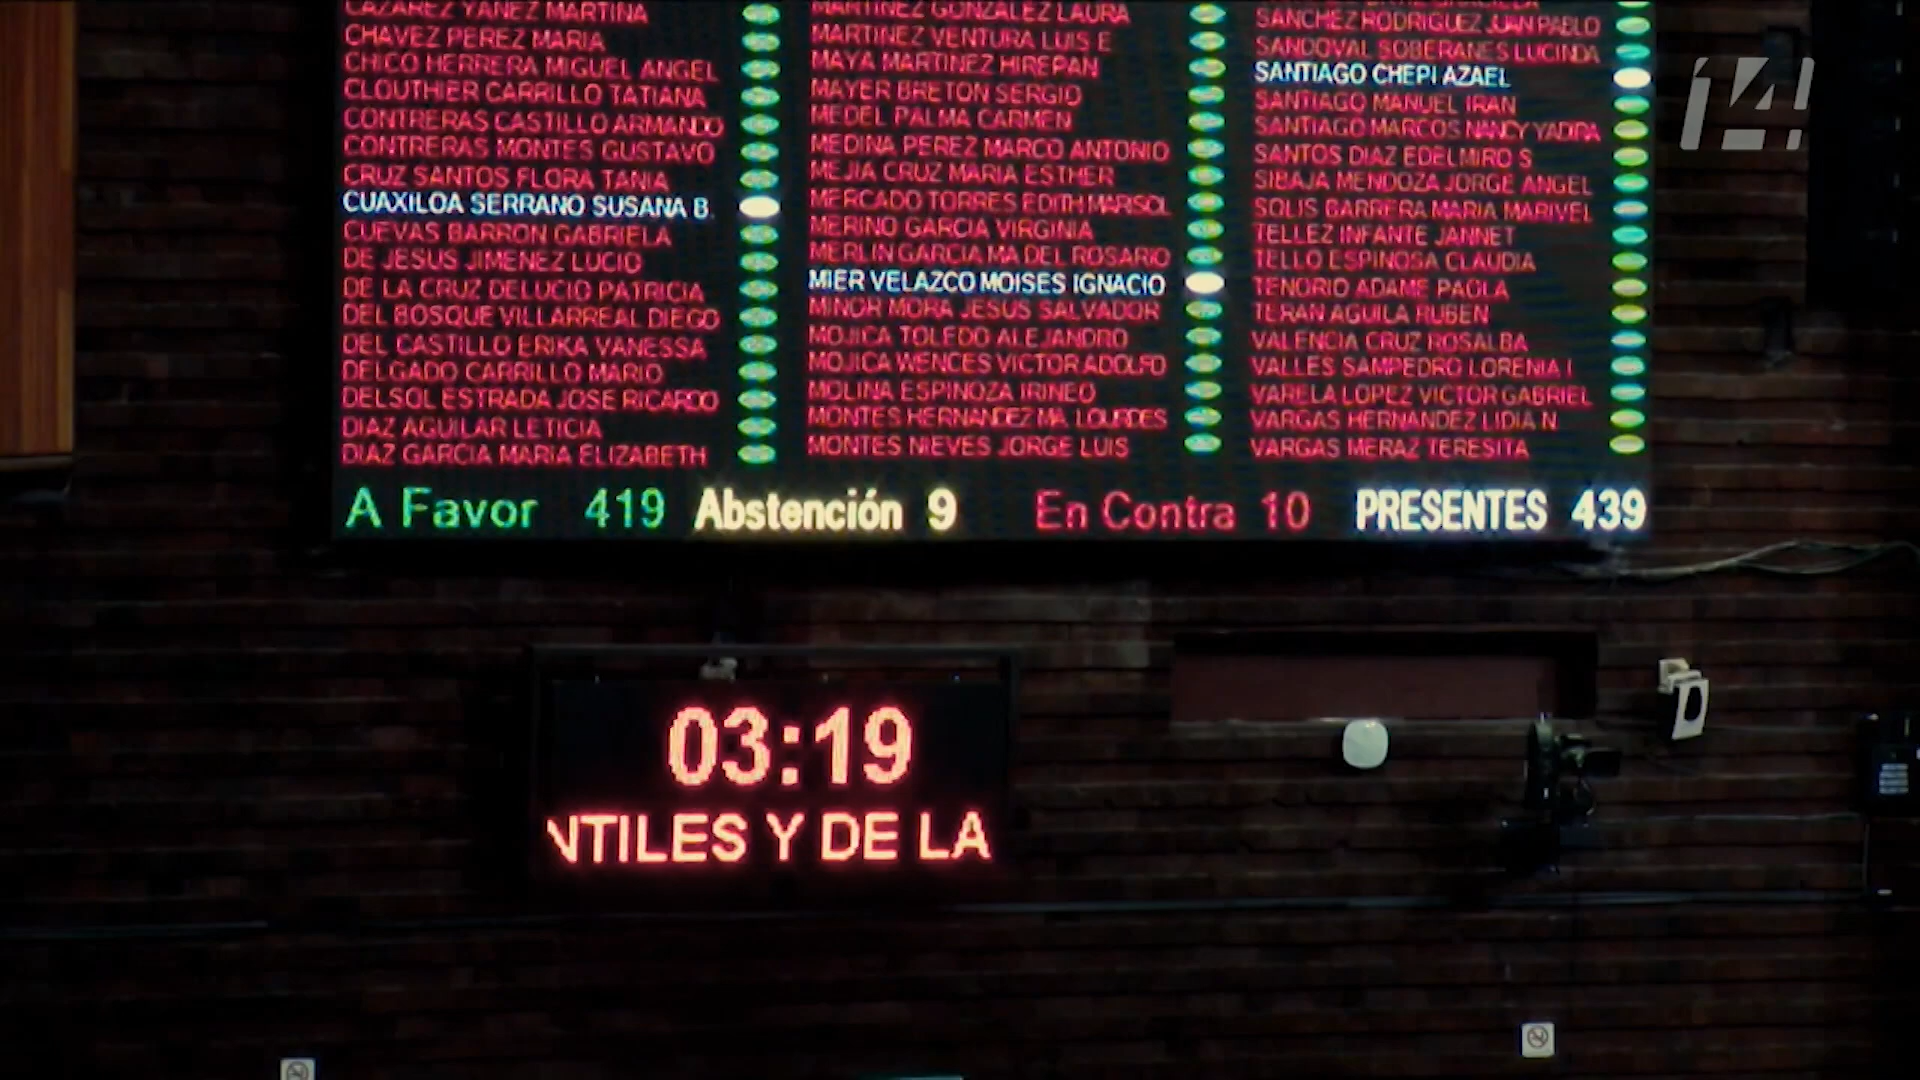 CAZAREZ YAÑEZ MARTINA
CHAVEZ PEREZ MARIA
CHICO HERRERA MIGUEL ANGEL
CLOUTHIER CARRILLO TATIANA
CONTRERAS CASTILLO ARMANDO
CONTRERAS MONTES GUSTAVO
CRUZ SANTOS FLORA TANIA
CUAXILOA SERRANO SUSANA B.
CUEVAS BARRON GABRIELA
DE JESUS JIMENEZ LUCIO
DE LA CRUZ DELUCIO PATRICIA
DEL BOSQUE VILLARREAL DIEGO
DEL CASTILLO ERIKA VANESSA
DELGADO CARRILLO MARIO
DELSOL ESTRADA JOSE RICARDO
DIAZ AGUILAR LETICIA
DIAZ GARCIA MARIA ELIZABETH
MARTINEZ GONZALEZ LAURA
MARTINEZ VENTURA LUIS E
MAYA MARTINEZ HIREPAN
MAYER BRETON SERGIO
MEDEL PALMA CARMEN
MEDINA PEREZ MARCO ANTONIO
MEJIA CRUZ MARIA ESTHER
MERCADO TORRES EDITH MARISOL
MERINO GARCIA VIRGINIA
MERLIN GARCIA MA DEL ROSARIO
MIER VELAZCO MOISES IGNACIO
MINOR MORA JESUS SALVADOR
MOJICA TOLEDO ALEJANDRO
MOJICA WENCES VICTOR ADOLFO
MOLINA ESPINOZA IRINEO
MONTES HERNANDEZ MA. LOURDES
MONTES NIEVES JORGE LUIS
SANCHEZ RODRIGUEZ JUAN PABLO
SANDOVAL SOBERANES LUCINDA
SANTIAGO CHEPI AZAEL
SANTIAGO MANUEL IRAN
SANTIAGO MARCOS NANCY YADIRA
SANTOS DIAZ EDELMIRO S
SIBAJA MENDOZA JORGE ANGEL
SOLIS BARRERA MARIA MARIVEL
TELLEZ INFANTE JANNET
TELLO ESPINOSA CLAUDIA
TENORIO ADAME PAOLA
TERAN AGUILA RUBEN
VALENCIA CRUZ ROSALBA
VALLES SAMPEDRO LORENIA I
VARELA LOPEZ VICTOR GABRIEL
VARGAS HERNANDEZ LIDIA N
VARGAS MERAZ TERESITA
A Favor 419 Abstención 9 En Contra 10 PRESENTES 439
03:19
NTILES Y DE LA
14